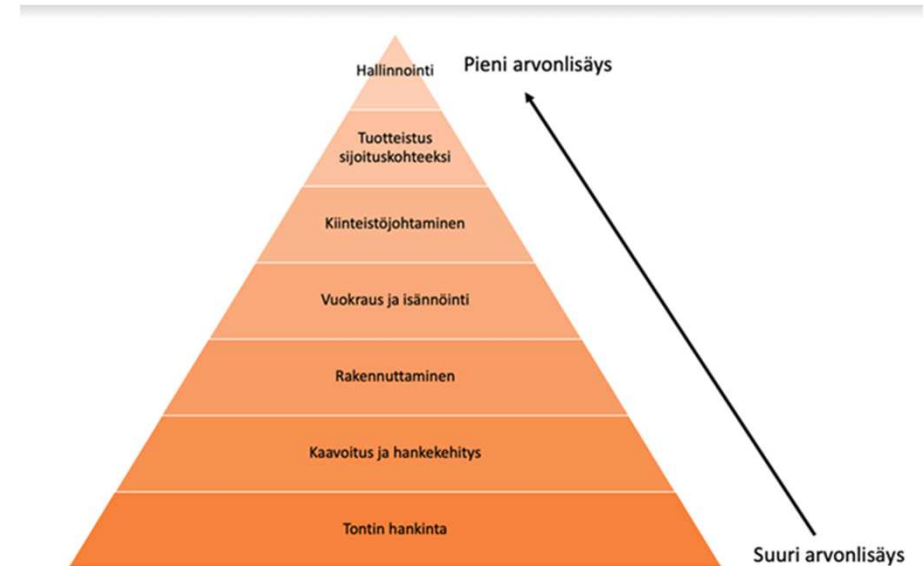 Hallinnointi
Pieni arvonlisäys
Tuotteistus
sijoituskohteeksi
Kiinteistöjohtaminen
Vuokraus ja isännöinti
Rakennuttaminen
Kaavoitus ja hankekehitys
Tontin hankinta
Suuri arvonlisäys